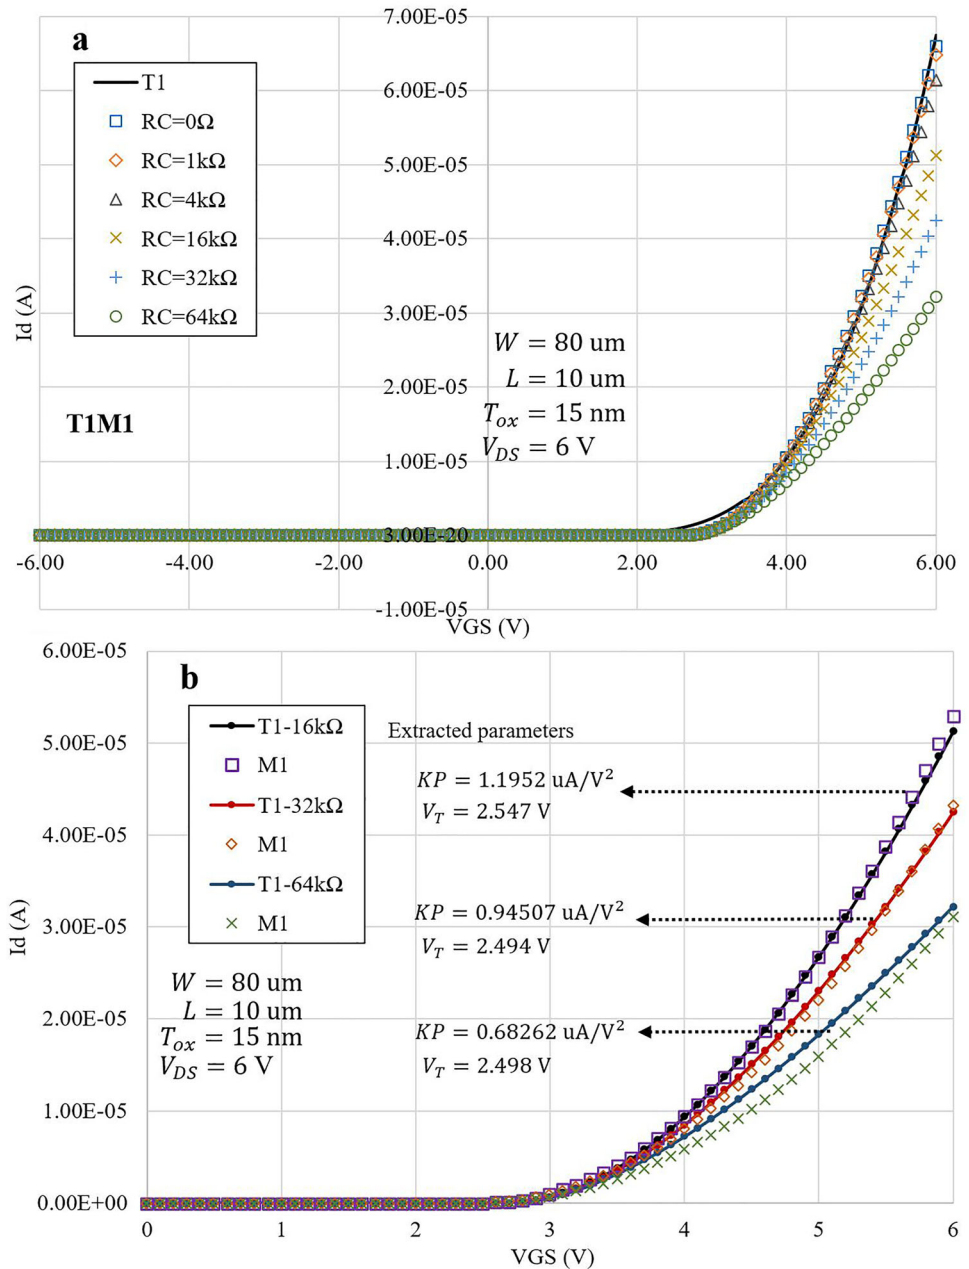 7.00E-05
a
T1
6.00E-05
RC=0Ω
RC=1kΩ
5.00E-05
RC=4kΩ
RC=16kΩ
4.00E-05
RC=32kΩ
RC=64kΩ
3.00E-05
Id (A)
W = 80 um
L = 10 um
2.00E-05
T_ox = 15 nm
T1M1
V_DS = 6 V
1.00E-05
3.00E-20
-6.00 -4.00 -2.00 0.00 2.00 4.00 6.00
-1.00E-05
VGS (V)
6.00E-05
b
T1-16kΩ
Extracted parameters
5.00E-05
M1
KP = 1.1952 uA/V²
T1-32kΩ
V_T = 2.547 V
4.00E-05
M1
T1-64kΩ
KP = 0.94507 uA/V²
M1
3.00E-05
V_T = 2.494 V
Id (A)
W = 80 um
L = 10 um
2.00E-05
KP = 0.68262 uA/V²
T_ox = 15 nm
V_DS = 6 V
V_T = 2.498 V
1.00E-05
0.00E+00
0 1 2 3 4 5 6
VGS (V)